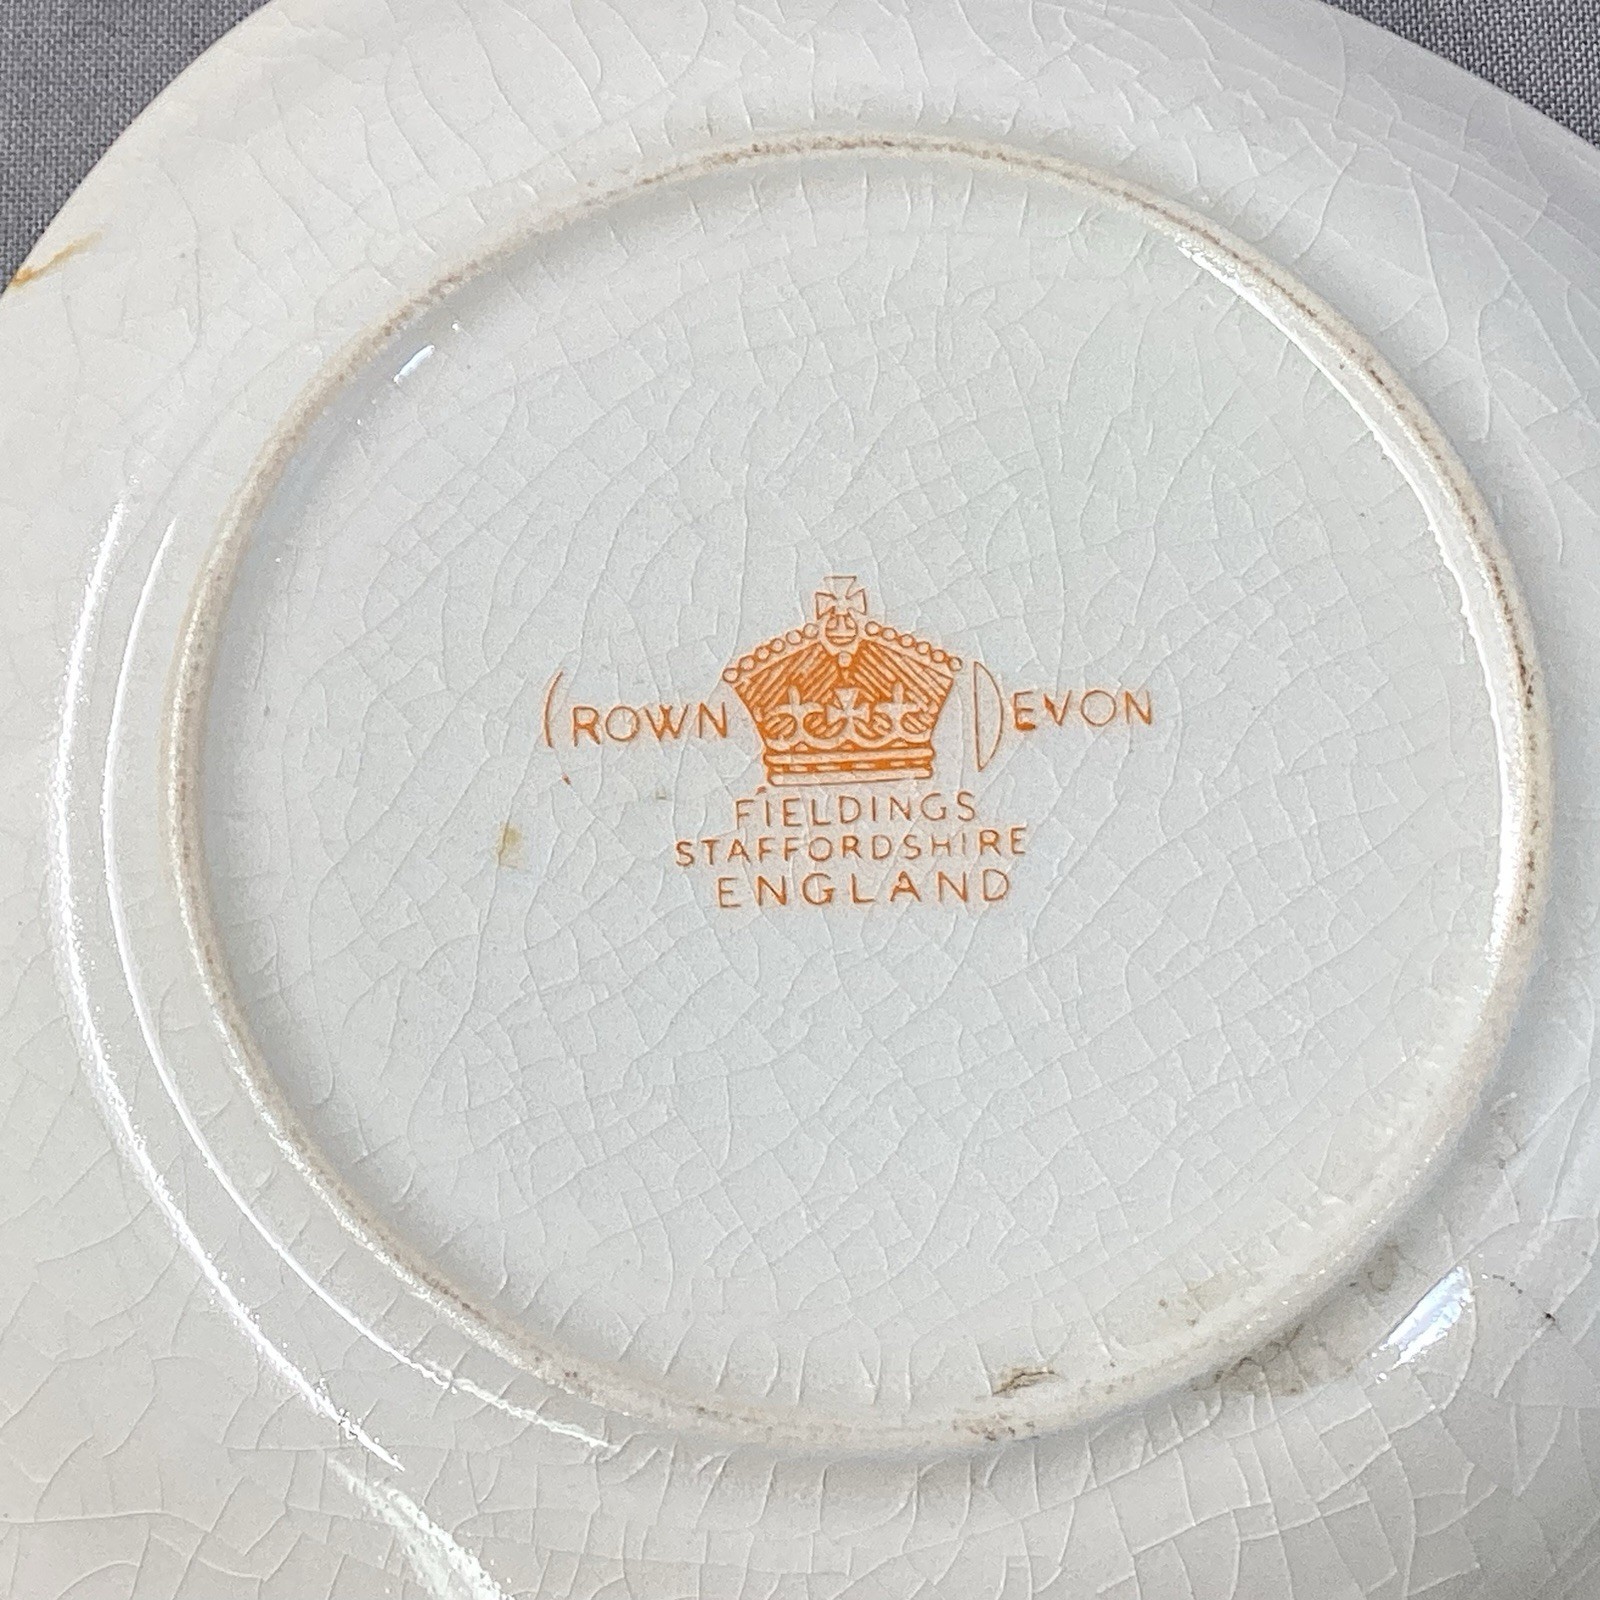 CROWN DEVON
FIELDINGS
STAFFORDSHIRE
ENGLAND